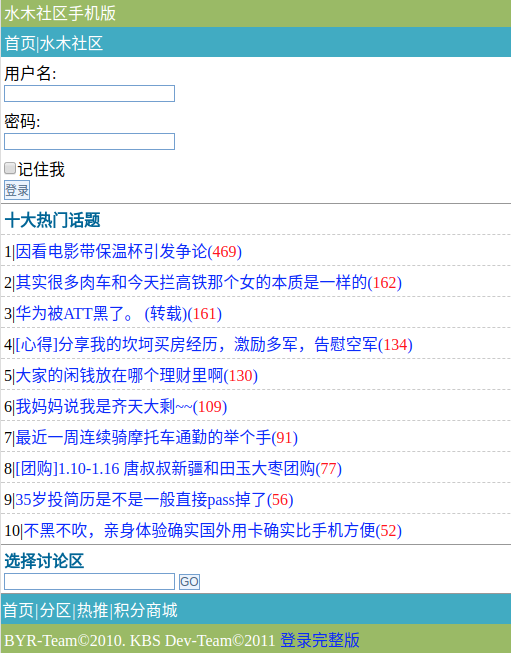 水木社区手机版
首页|水木社区
用户名:
密码:
记住我
登录
十大热门话题
1|因看电影带保温杯引发争论(469)
2|其实很多肉车和今天拦高铁那个女的本质是一样的(162)
3|华为被ATT黑了。 (转载)(161)
4|[心得]分享我的坎坷买房经历，激励多军，告慰空军(134)
5|大家的闲钱放在哪个理财里啊(130)
6|我妈妈说我是齐天大剩~~(109)
7|最近一周连续骑摩托车通勤的举个手(91)
8|[团购]1.10-1.16 唐叔叔新疆和田玉大枣团购(77)
9|35岁投简历是不是一般直接pass掉了(56)
10|不黑不吹，亲身体验确实国外用卡确实比手机方便(52)
选择讨论区
GO
首页|分区|热推|积分商城
BYR-Team©2010. KBS Dev-Team©2011 登录完整版